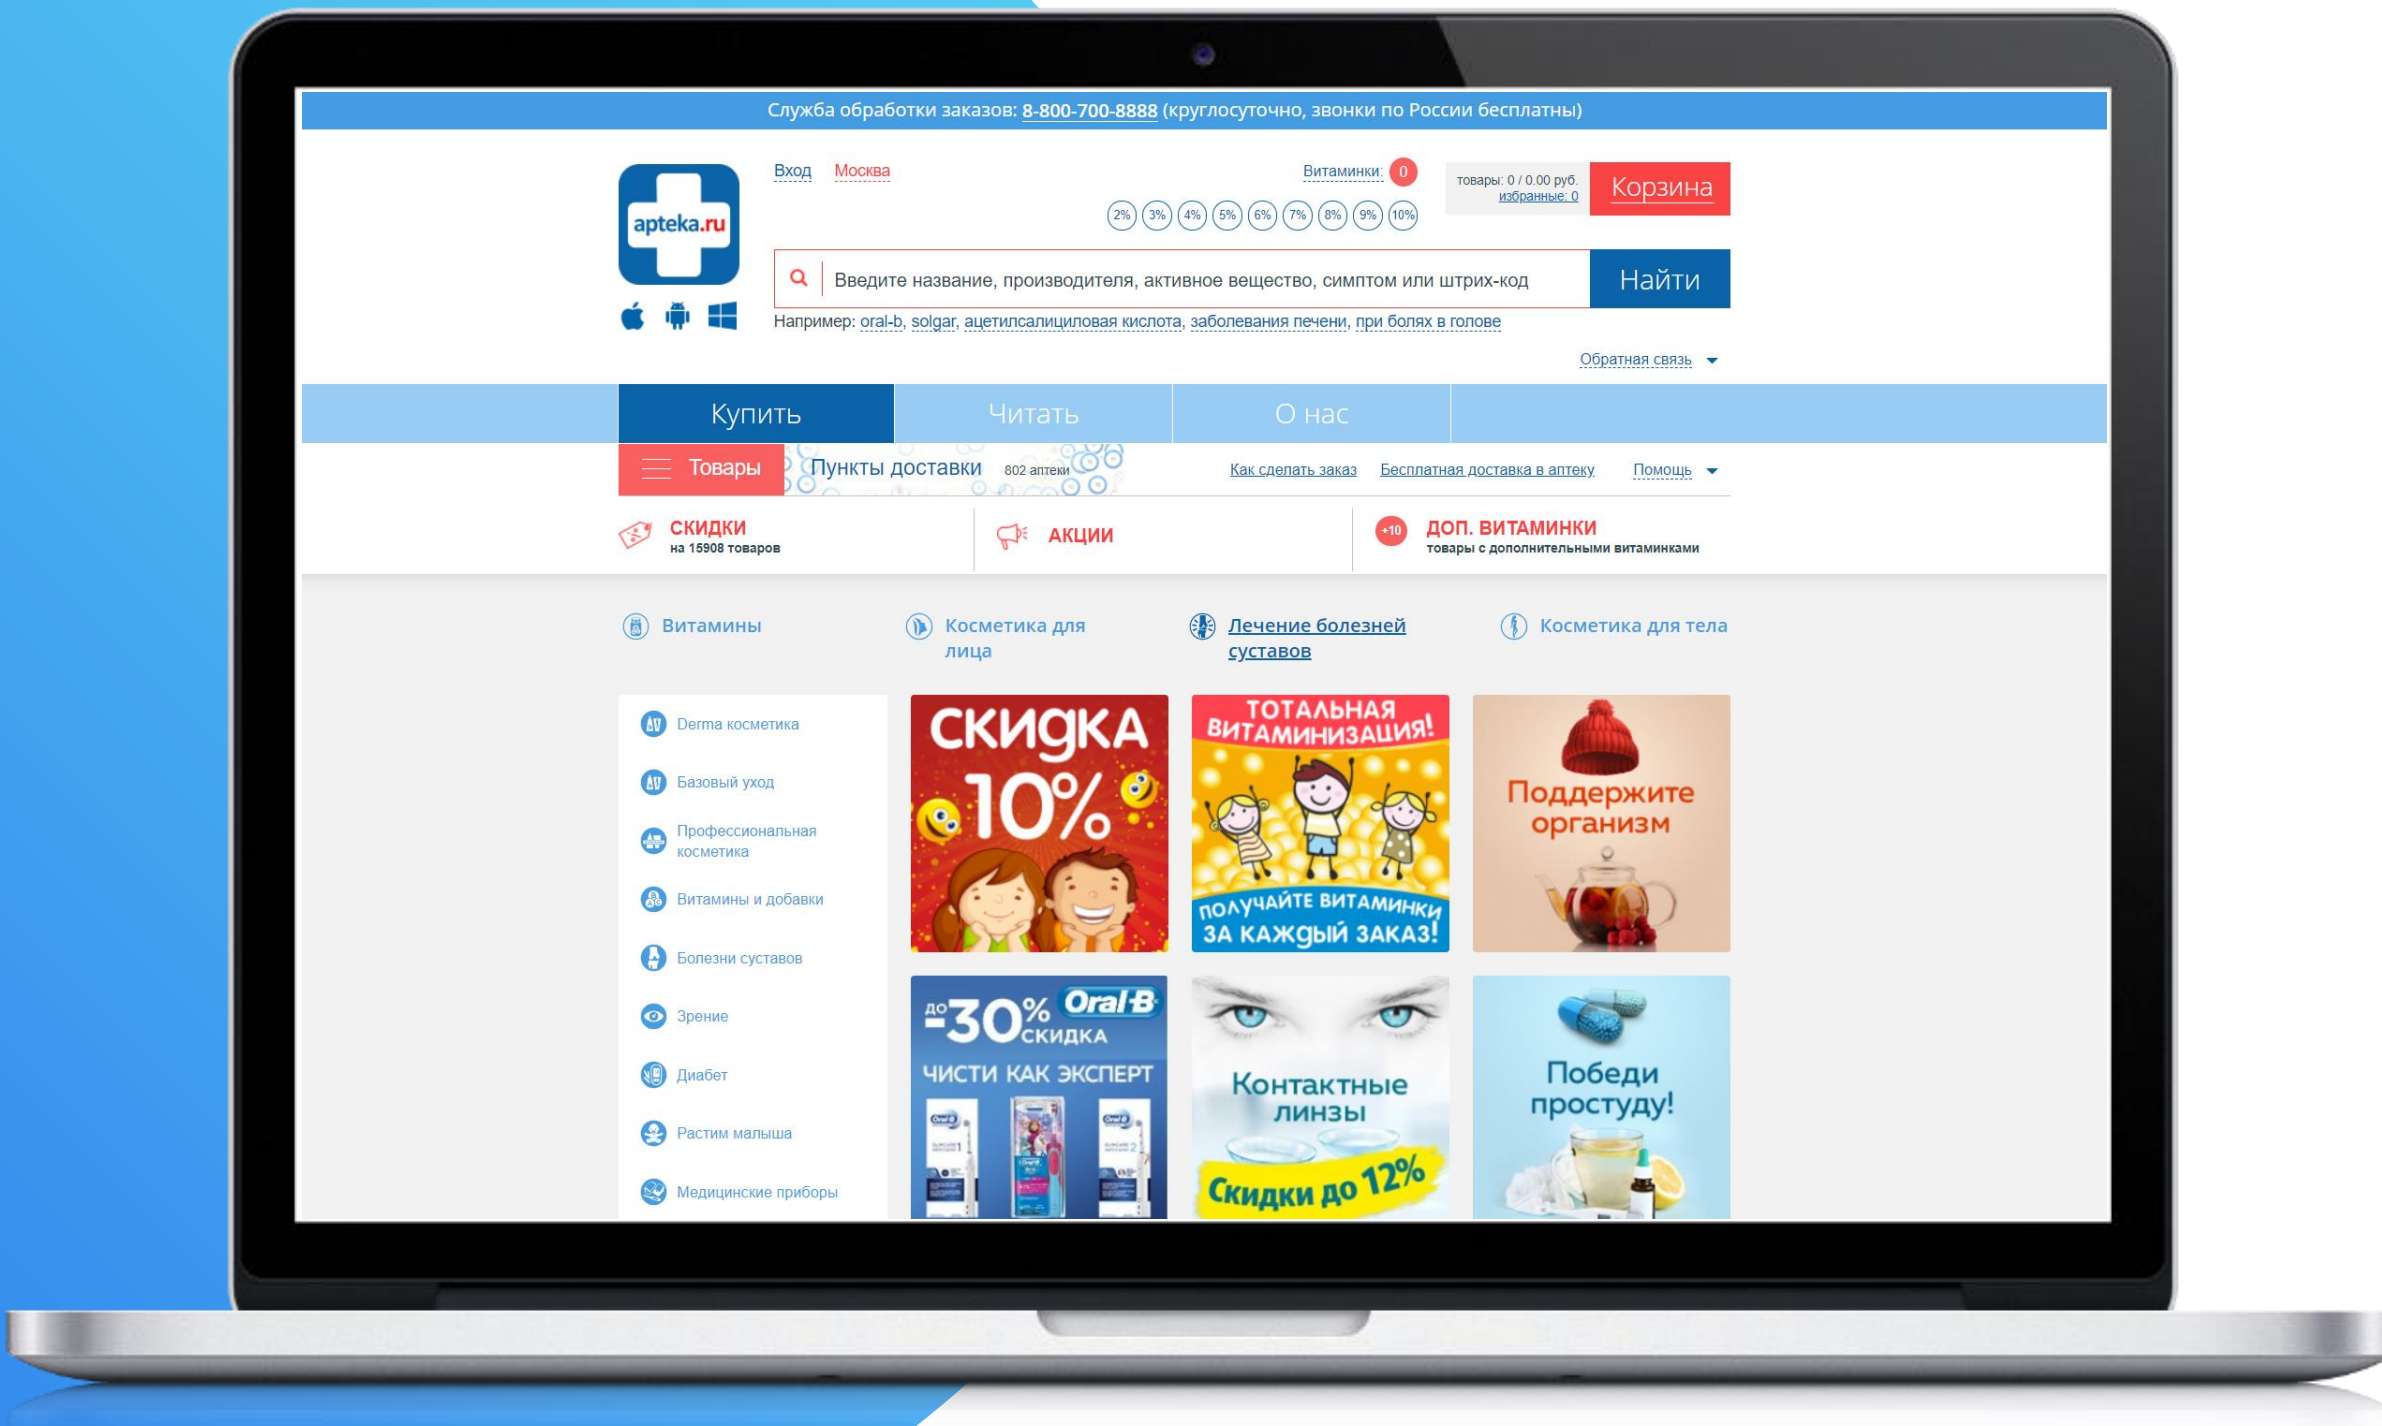 Служба обработки заказов: 8-800-700-8888 (круглосуточно, звонки по России бесплатны)
Вход Москва
Витаминки: 0
товары: 0 / 0.00 руб.
избранные: 0
Корзина
2% 3% 4% 5% 6% 7% 8% 9% 10%
apteka.ru
Введите название, производителя, активное вещество, симптом или штрих-код
Найти
Например: oral-b, solgar, ацетилсалициловая кислота, заболевания печени, при болях в голове
Обратная связь
Купить Читать О нас
Товары Пункты доставки 802 аптеки Как сделать заказ Бесплатная доставка в аптеку Помощь
СКИДКИ
на 15908 товаров
АКЦИИ
+10 ДОП. ВИТАМИНКИ
товары с дополнительными витаминками
Витамины
Косметика для
лица
Лечение болезней
суставов
Косметика для тела
Derma косметика
Базовый уход
Профессиональная
косметика
Витамины и добавки
Болезни суставов
Зрение
Диабет
Растим малыша
Медицинские приборы
СКИДКА
10%
ТОТАЛЬНАЯ
ВИТАМИНИЗАЦИЯ!
ПОЛУЧАЙТЕ ВИТАМИНКИ
ЗА КАЖДЫЙ ЗАКАЗ!
Поддержите
организм
до -30% Oral-B
СКИДКА
ЧИСТИ КАК ЭКСПЕРТ
Контактные
линзы
Скидки до 12%
Победи
простуду!